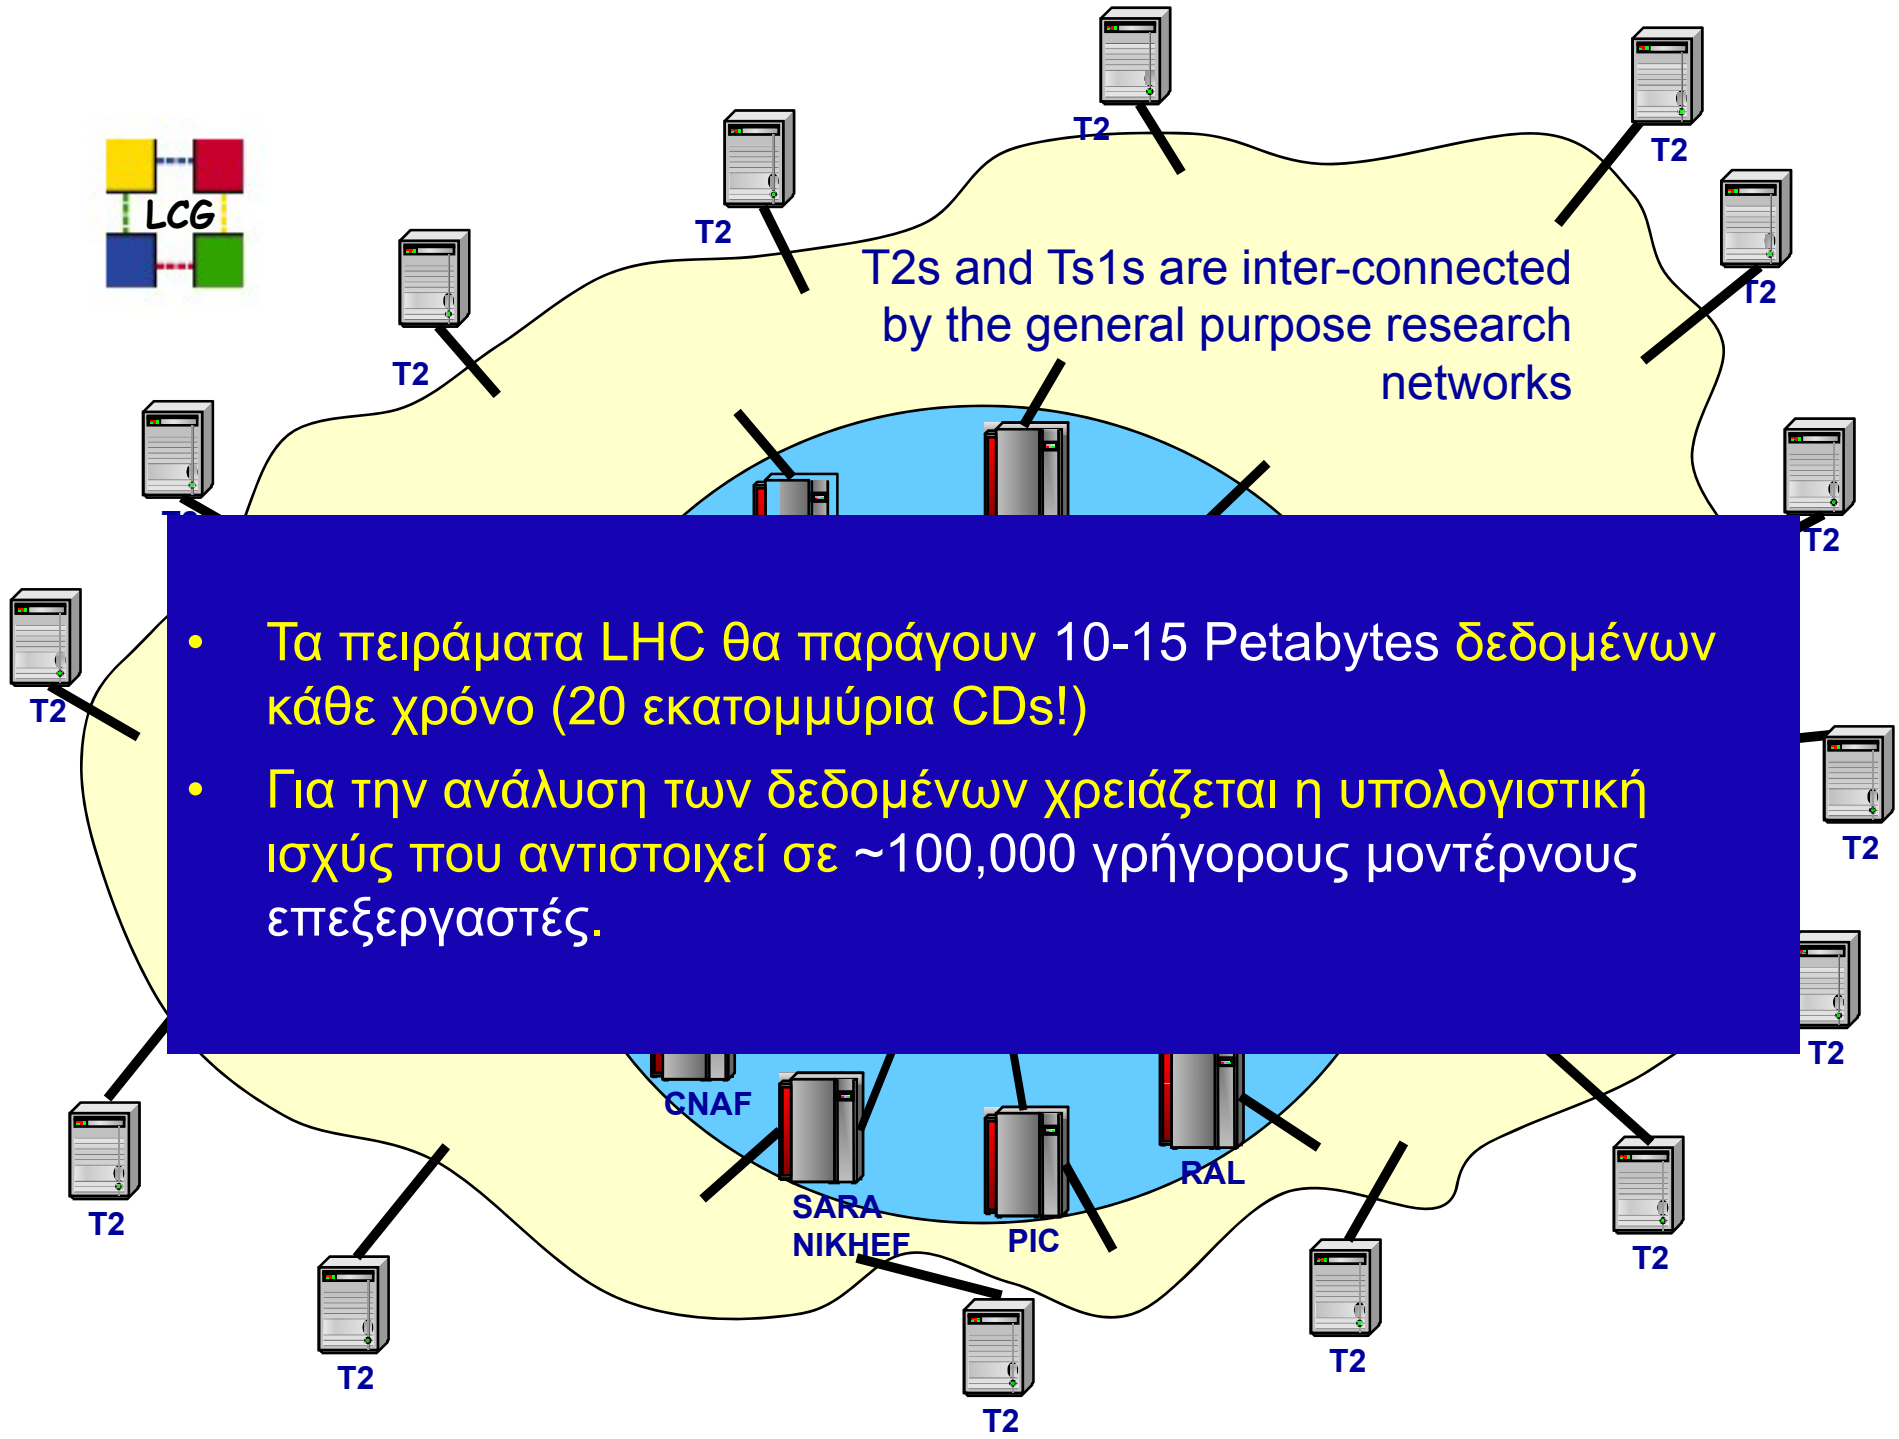 T2
T2
T2
T2
LCG
T2
T2s and Ts1s are inter-connected
by the general purpose research
networks
T2
T2
T2
• Τα πειράματα LHC θα παράγουν 10-15 Petabytes δεδομένων
κάθε χρόνο (20 εκατομμύρια CDs!)
T2
• Για την ανάλυση των δεδομένων χρειάζεται η υπολογιστική
ισχύς που αντιστοιχεί σε ~100,000 γρήγορους μοντέρνους
επεξεργαστές.
T2
T2
CNAF
RAL
SARA
NIKHEF
PIC
T2
T2
T2
T2
T2